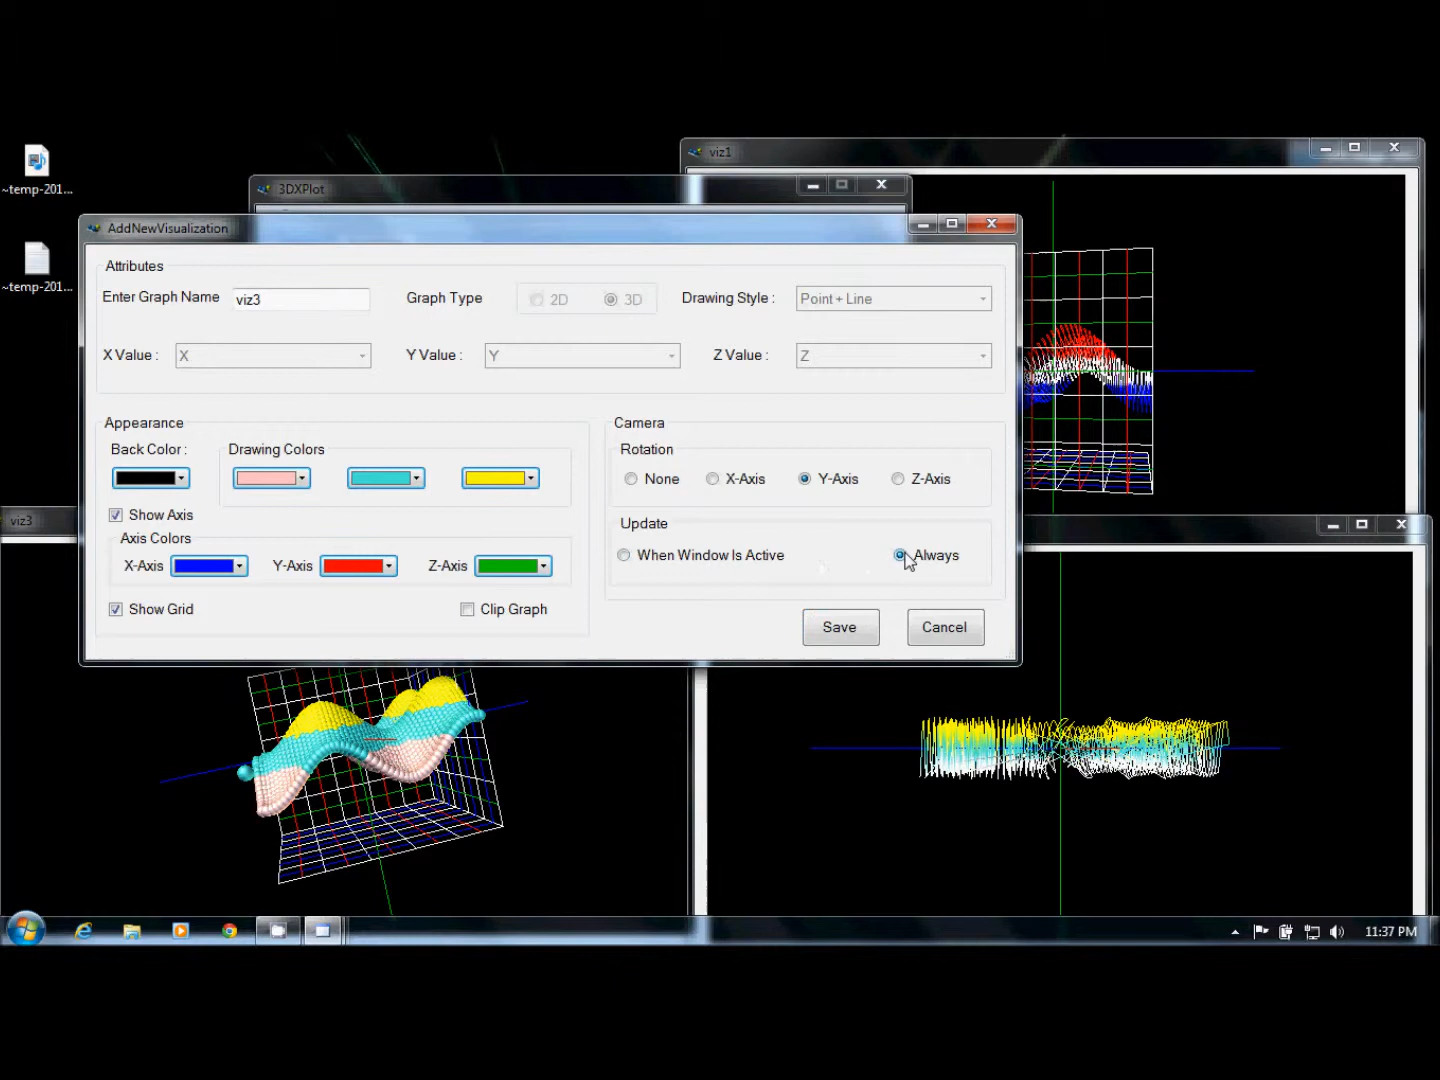 ~temp-201...
~temp-201...
viz1
3DXPlot
AddNewVisualization
Attributes
Enter Graph Name viz3 Graph Type 2D 3D Drawing Style : Point + Line
X Value : X Y Value : Y Z Value : Z
Appearance
Back Color : Drawing Colors
Show Axis
Axis Colors
X-Axis Y-Axis Z-Axis
Show Grid Clip Graph
Camera
Rotation
None X-Axis Y-Axis Z-Axis
Update
When Window Is Active Always
Save Cancel
viz3
11:37 PM